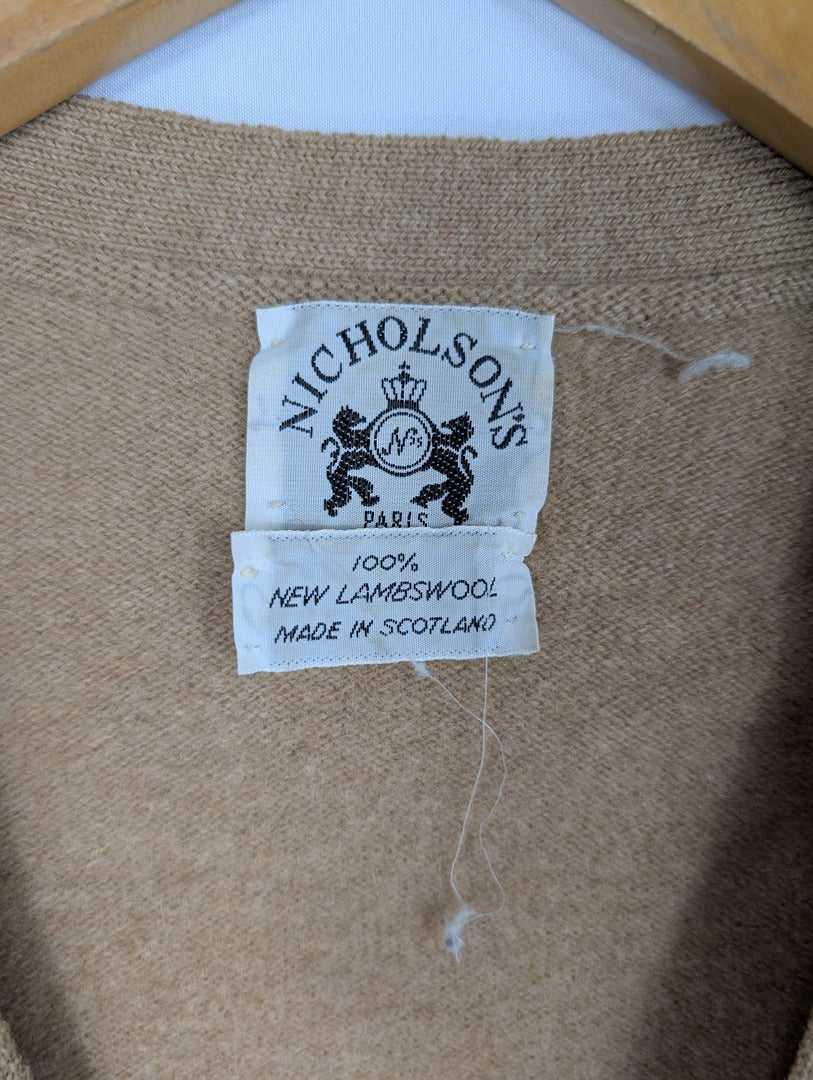 NICHOLSON'S
N's
PARIS
100%
NEW LAMBSWOOL
MADE IN SCOTLAND